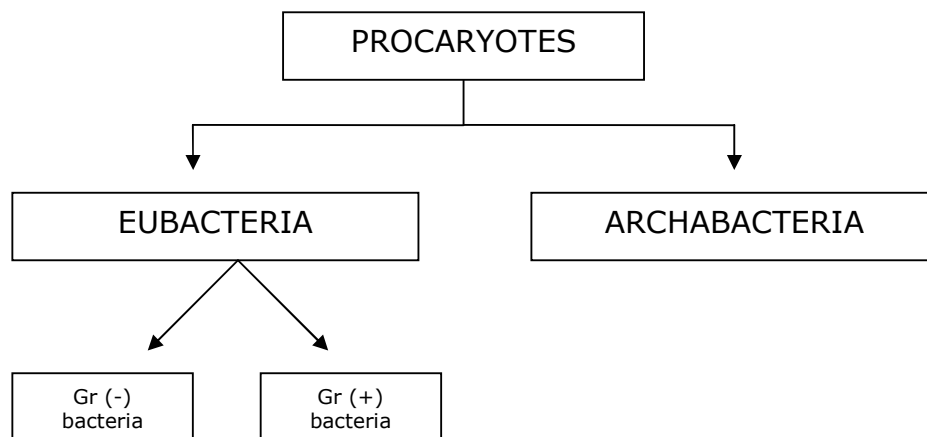 PROCARYOTES
EUBACTERIA
ARCHABACTERIA
Gr (-)
bacteria
Gr (+)
bacteria